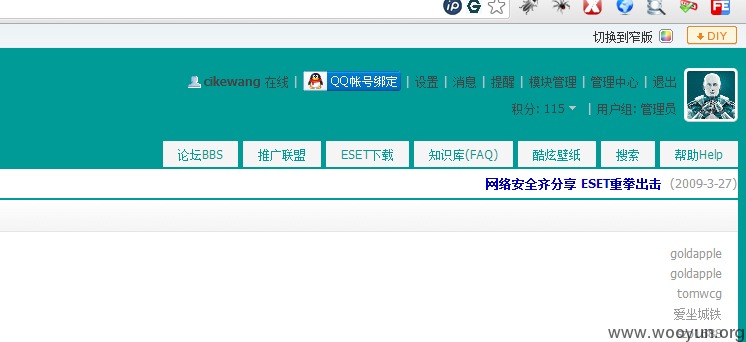 切换到窄版 DIY
cikewang 在线 | QQ帐号绑定 | 设置 | 消息 | 提醒 | 模块管理 | 管理中心 | 退出
积分: 115 | 用户组: 管理员
论坛BBS 推广联盟 ESET下载 知识库(FAQ) 酷炫壁纸 搜索 帮助Help
网络安全齐分享 ESET重拳出击 (2009-3-27)
goldapple
goldapple
tomwcg
爱坐城铁
www.wooyun.org